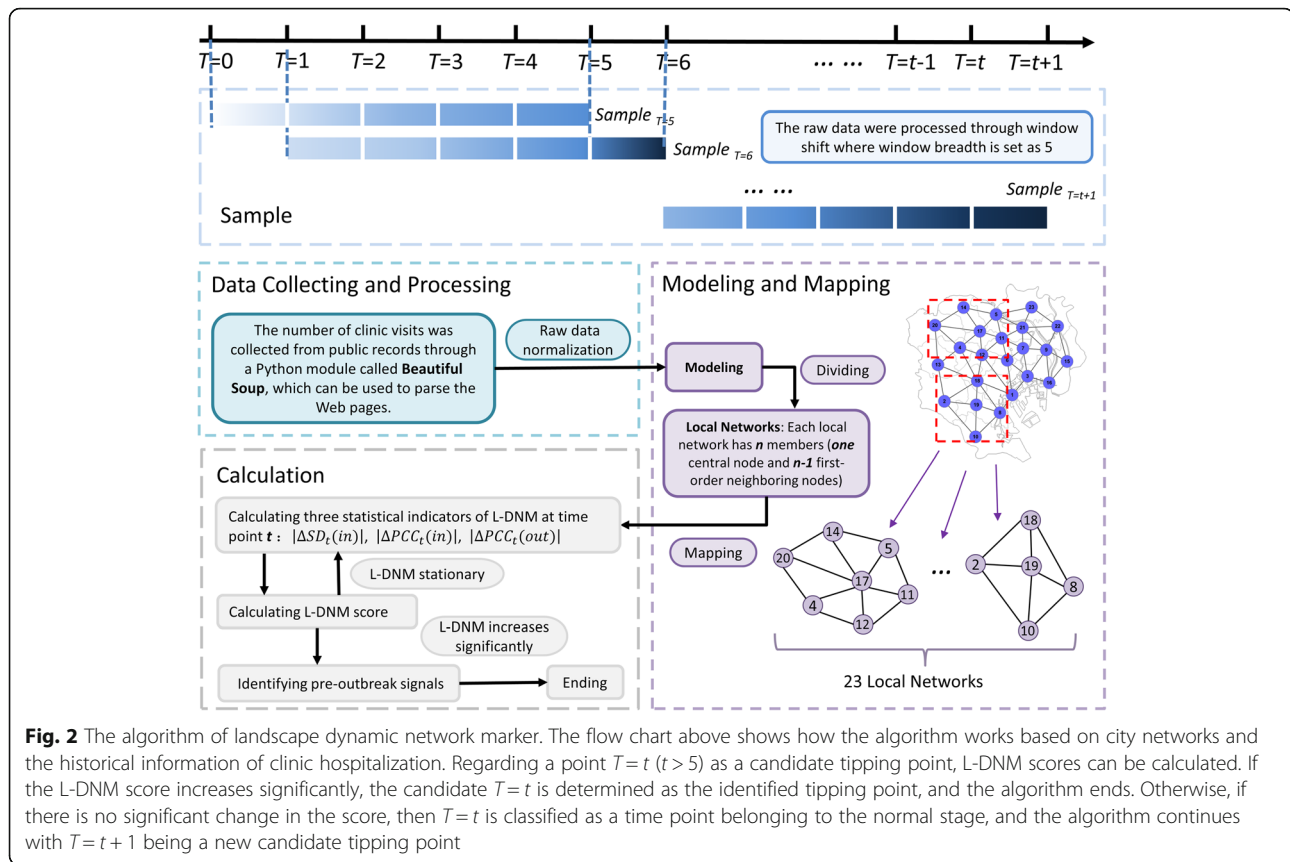 T=0 T=1 T=2 T=3 T=4 T=5 T=6 ... ... T=t-1 T=t T=t+1
Sample T=5
Sample T=6
The raw data were processed through window
shift where window breadth is set as 5
... ...
Sample T=t+1
Sample
Data Collecting and Processing
The number of clinic visits was
collected from public records through
a Python module called Beautiful
Soup, which can be used to parse the
Web pages.
Raw data
normalization
Modeling and Mapping
Modeling
Dividing
Local Networks: Each local
network has n members (one
central node and n-1 first-
order neighboring nodes)
Mapping
14
5
20
17
11
4
12
...
18
2
19
8
10
23 Local Networks
Calculation
Calculating three statistical indicators of L-DNM at time
point t : |ΔSDt(in)|, |ΔPCCt(in)|, |ΔPCCt(out)|
L-DNM stationary
Calculating L-DNM score
L-DNM increases
significantly
Identifying pre-outbreak signals
Ending
Fig. 2 The algorithm of landscape dynamic network marker. The flow chart above shows how the algorithm works based on city networks and
the historical information of clinic hospitalization. Regarding a point T = t (t > 5) as a candidate tipping point, L-DNM scores can be calculated. If
the L-DNM score increases significantly, the candidate T = t is determined as the identified tipping point, and the algorithm ends. Otherwise, if
there is no significant change in the score, then T = t is classified as a time point belonging to the normal stage, and the algorithm continues
with T = t + 1 being a new candidate tipping point